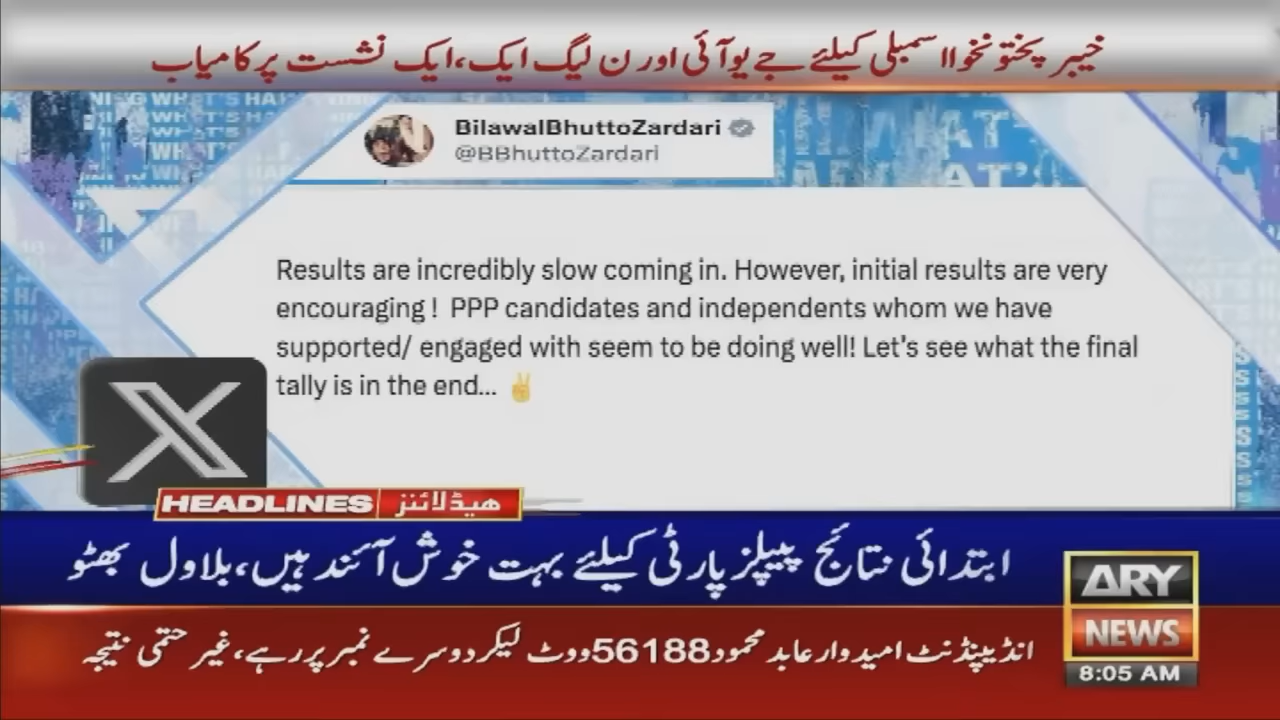 خیبر پختونخوا اسمبلی کیلئے جے یو آئی اور ن لیگ ایک، ایک نشست پر کامیاب
BilawalBhuttoZardari
@BBhuttoZardari
Results are incredibly slow coming in. However, initial results are very
encouraging ! PPP candidates and independents whom we have
supported/ engaged with seem to be doing well! Let's see what the final
tally is in the end... ✌️
X
HEADLINES ھیڈلائنز
ابتدائی نتائج پیپلز پارٹی کیلئے بہت خوش آئند ہیں، بلاول بھٹو
انڈیپنڈنٹ امیدوار عابد محمود 56188 ووٹ لیکر دوسرے نمبر پر رہے، غیر حتمی نتیجہ
ARY
NEWS
8:05 AM